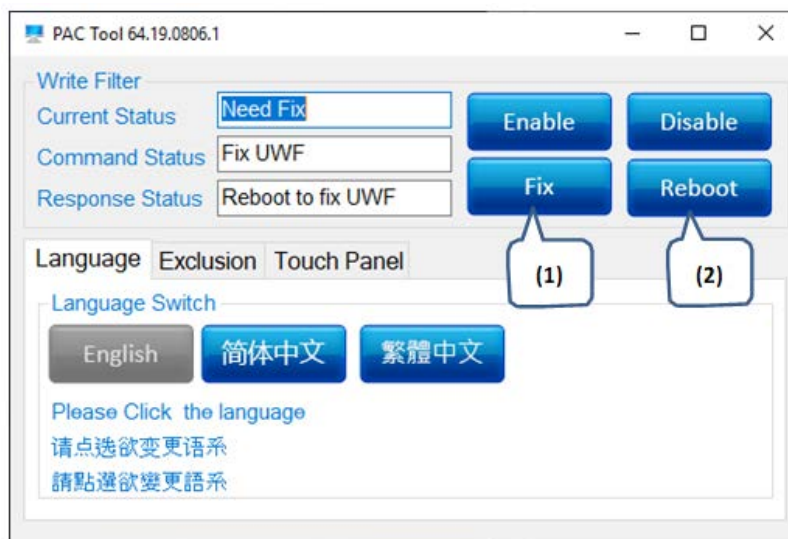 PAC Tool 64.19.0806.1
Write Filter
Current Status Need Fix Enable Disable
Command Status Fix UWF
Response Status Reboot to fix UWF Fix Reboot
(1) (2)
Language Exclusion Touch Panel
Language Switch
English 简体中文 繁體中文
Please Click the language
请点选欲变更语系
請點選欲變更語系